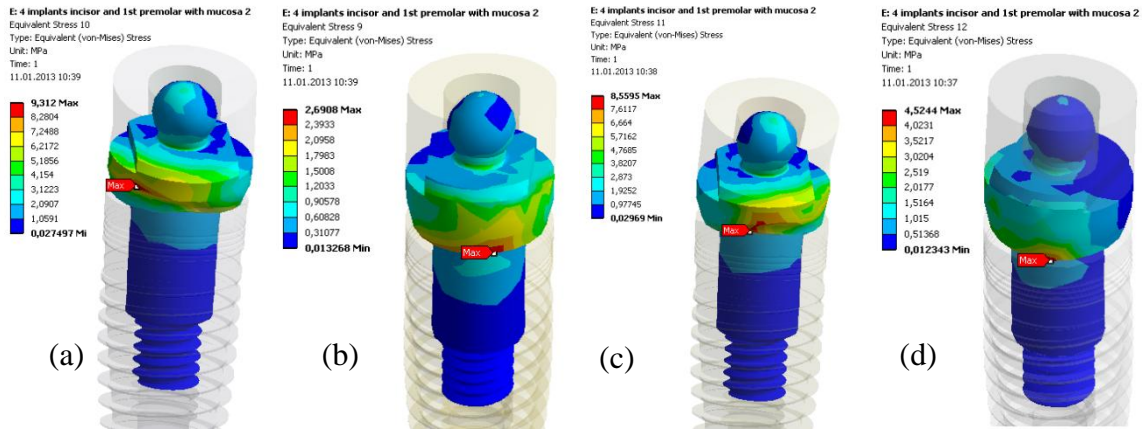 E: 4 implants incisor and 1st premolar with mucosa 2
Equivalent Stress 10
Type: Equivalent (von-Mises) Stress
Unit: MPa
Time: 1
11.01.2013 10:39
9,312 Max
8,2804
7,2488
6,2172
5,1856
4,154
3,1223
2,0907
1,0591
0,027497 Mi
Max
(a)
E: 4 implants incisor and 1st premolar with mucosa 2
Equivalent Stress 9
Type: Equivalent (von-Mises) Stress
Unit: MPa
Time: 1
11.01.2013 10:39
2,6908 Max
2,3933
2,0958
1,7983
1,5008
1,2033
0,90578
0,60828
0,31077
0,013268 Min
Max
(b)
E: 4 implants incisor and 1st premolar with mucosa 2
Equivalent Stress 11
Type: Equivalent (von-Mises) Stress
Unit: MPa
Time: 1
11.01.2013 10:38
8,5595 Max
7,6117
6,664
5,7162
4,7685
3,8207
2,873
1,9252
0,97745
0,02969 Min
Max
(c)
E: 4 implants incisor and 1st premolar with mucosa 2
Equivalent Stress 12
Type: Equivalent (von-Mises) Stress
Unit: MPa
Time: 1
11.01.2013 10:37
4,5244 Max
4,0231
3,5217
3,0204
2,519
2,0177
1,5164
1,015
0,51368
0,012343 Min
Max
(d)